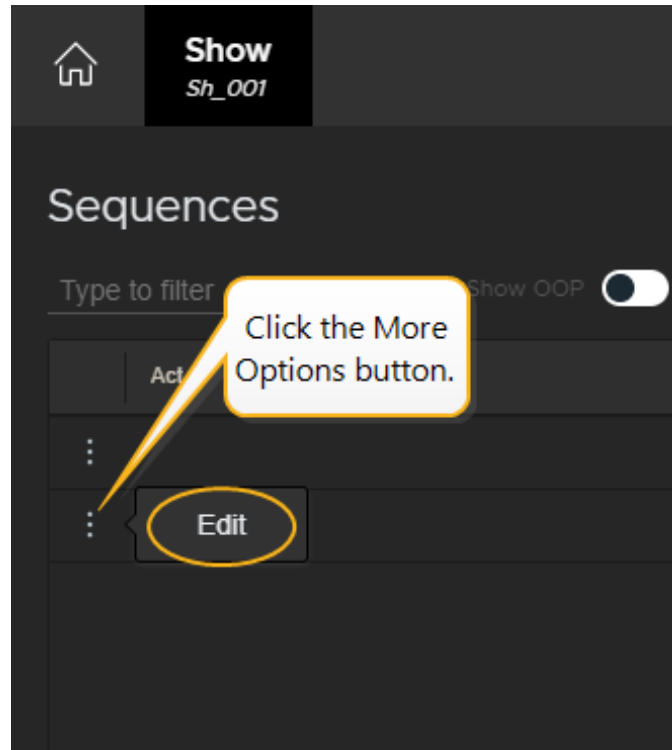 Show
Sh_001
Sequences
Type to filter
Show OOP
Click the More
Options button.
Act
Edit